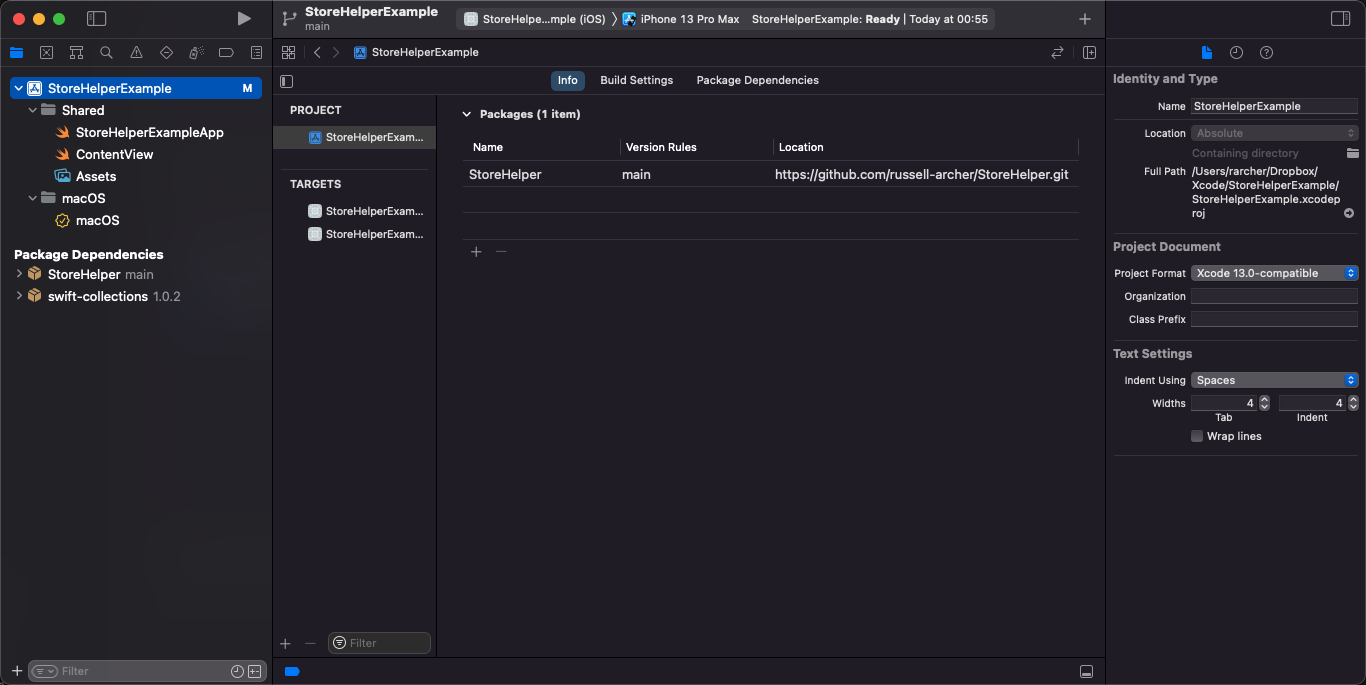 StoreHelperExample
main
StoreHelpe...mple (iOS) 〉 iPhone 13 Pro Max StoreHelperExample: Ready | Today at 00:55
StoreHelperExample M
Shared
StoreHelperExampleApp
ContentView
Assets
macOS
macOS
Package Dependencies
StoreHelper main
swift-collections 1.0.2
Filter
StoreHelperExample
Info Build Settings Package Dependencies
PROJECT
StoreHelperExam...
TARGETS
StoreHelperExam...
StoreHelperExam...
Filter
Packages (1 item)
Name Version Rules Location
StoreHelper main https://github.com/russell-archer/StoreHelper.git
Identity and Type
Name StoreHelperExample
Location Absolute
Containing directory
Full Path /Users/rarcher/Dropbox/
Xcode/StoreHelperExample/
StoreHelperExample.xcodep
roj
Project Document
Project Format Xcode 13.0-compatible
Organization
Class Prefix
Text Settings
Indent Using Spaces
Widths 4 4
Tab Indent
Wrap lines